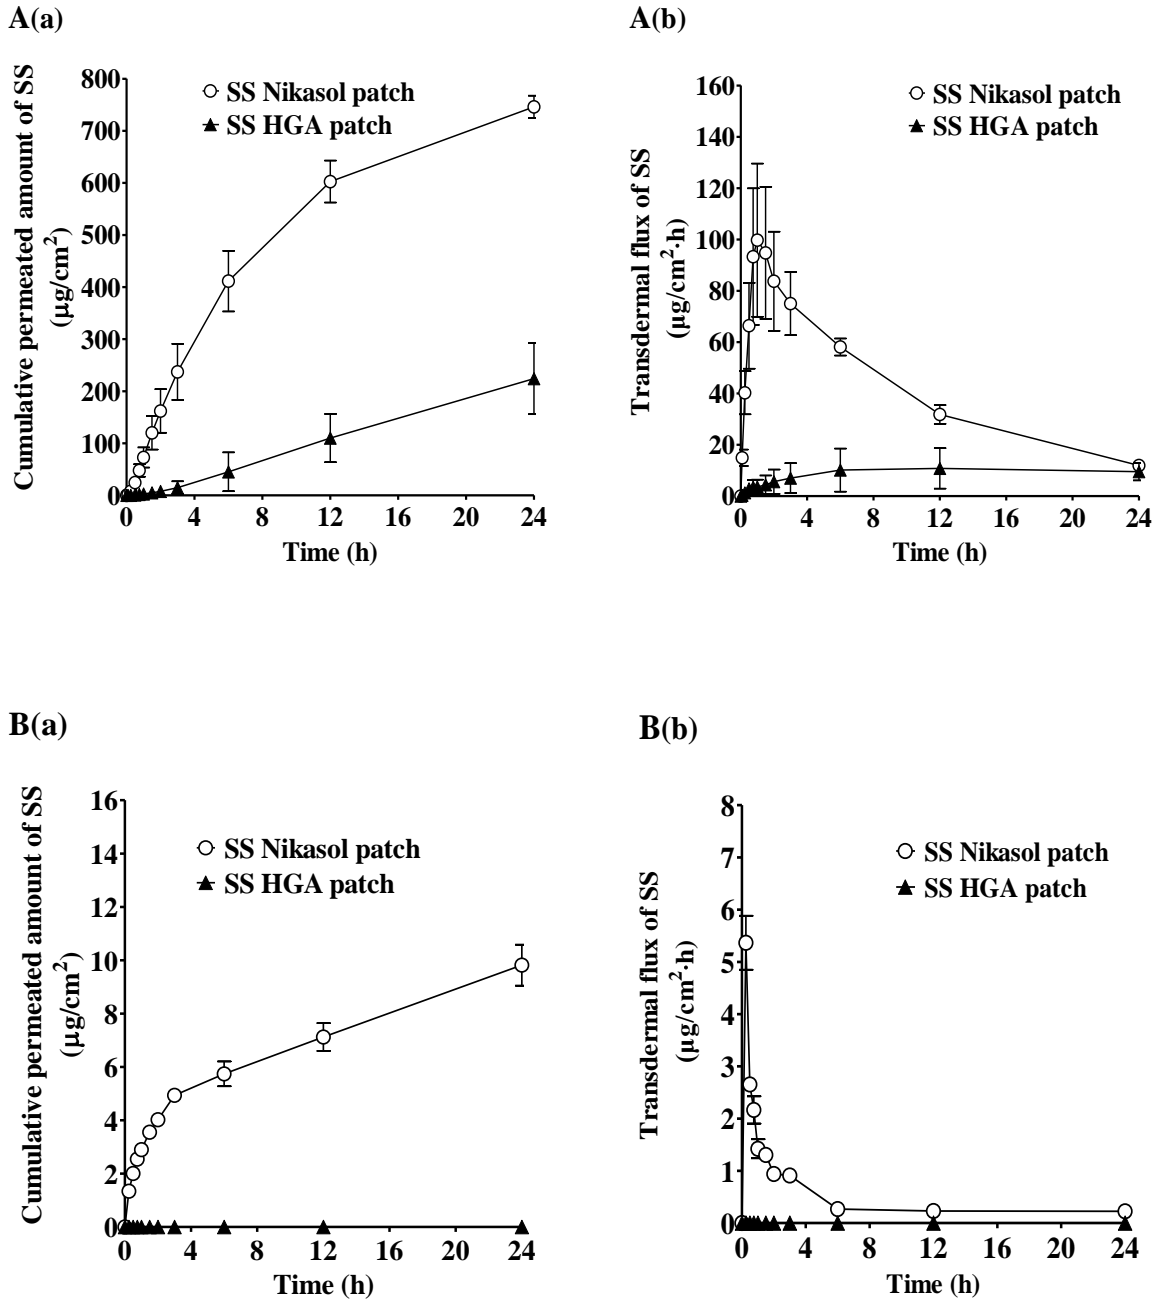 A(a)
Cumulative permeated amount of SS
(μg/cm²)
800
700
600
500
400
300
200
100
0
SS Nikasol patch
SS HGA patch
0 4 8 12 16 20 24
Time (h)
A(b)
Transdermal flux of SS
(μg/cm²·h)
160
140
120
100
80
60
40
20
0
SS Nikasol patch
SS HGA patch
0 4 8 12 16 20 24
Time (h)
B(a)
Cumulative permeated amount of SS
(μg/cm²)
16
14
12
10
8
6
4
2
0
SS Nikasol patch
SS HGA patch
0 4 8 12 16 20 24
Time (h)
B(b)
Transdermal flux of SS
(μg/cm²·h)
8
7
6
5
4
3
2
1
0
SS Nikasol patch
SS HGA patch
0 4 8 12 16 20 24
Time (h)